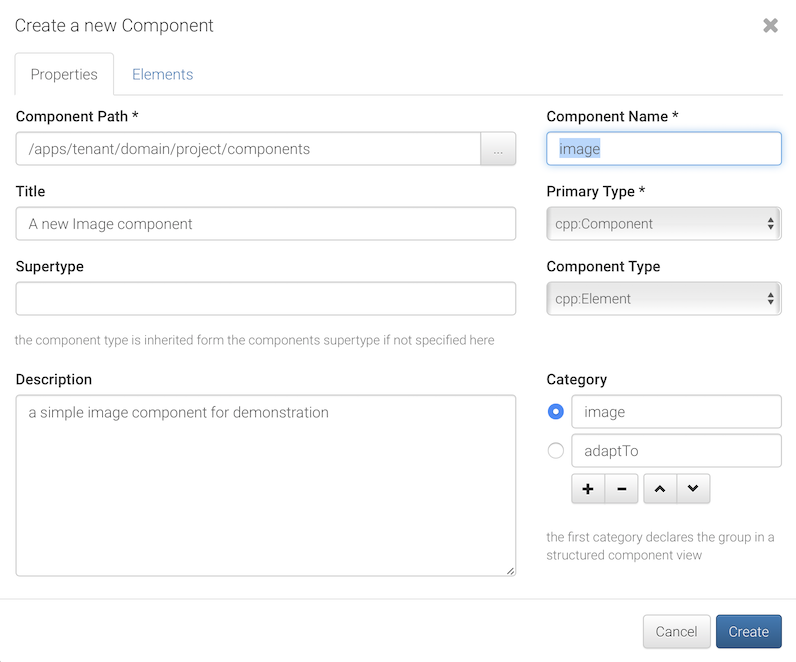 Create a new Component
Properties
Elements
Component Path *
/apps/tenant/domain/project/components
...
Component Name *
image
Title
A new Image component
Primary Type *
cpp:Component
Supertype
Component Type
cpp:Element
the component type is inherited form the components supertype if not specified here
Description
a simple image component for demonstration
Category
image
adaptTo
the first category declares the group in a
structured component view
Cancel
Create